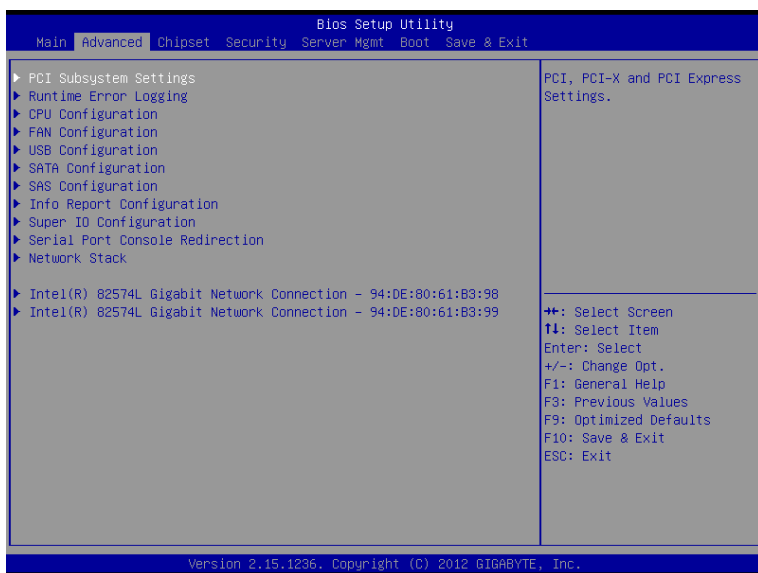 Bios Setup Utility
Main Advanced Chipset Security Server Mgmt Boot Save & Exit
PCI Subsystem Settings
Runtime Error Logging
CPU Configuration
FAN Configuration
USB Configuration
SATA Configuration
SAS Configuration
Info Report Configuration
Super IO Configuration
Serial Port Console Redirection
Network Stack
Intel(R) 82574L Gigabit Network Connection - 94:DE:80:61:B3:98
Intel(R) 82574L Gigabit Network Connection - 94:DE:80:61:B3:99
PCI, PCI-X and PCI Express
Settings.
→←: Select Screen
↑↓: Select Item
Enter: Select
+/-: Change Opt.
F1: General Help
F3: Previous Values
F9: Optimized Defaults
F10: Save & Exit
ESC: Exit
Version 2.15.1236. Copyright (C) 2012 GIGABYTE, Inc.